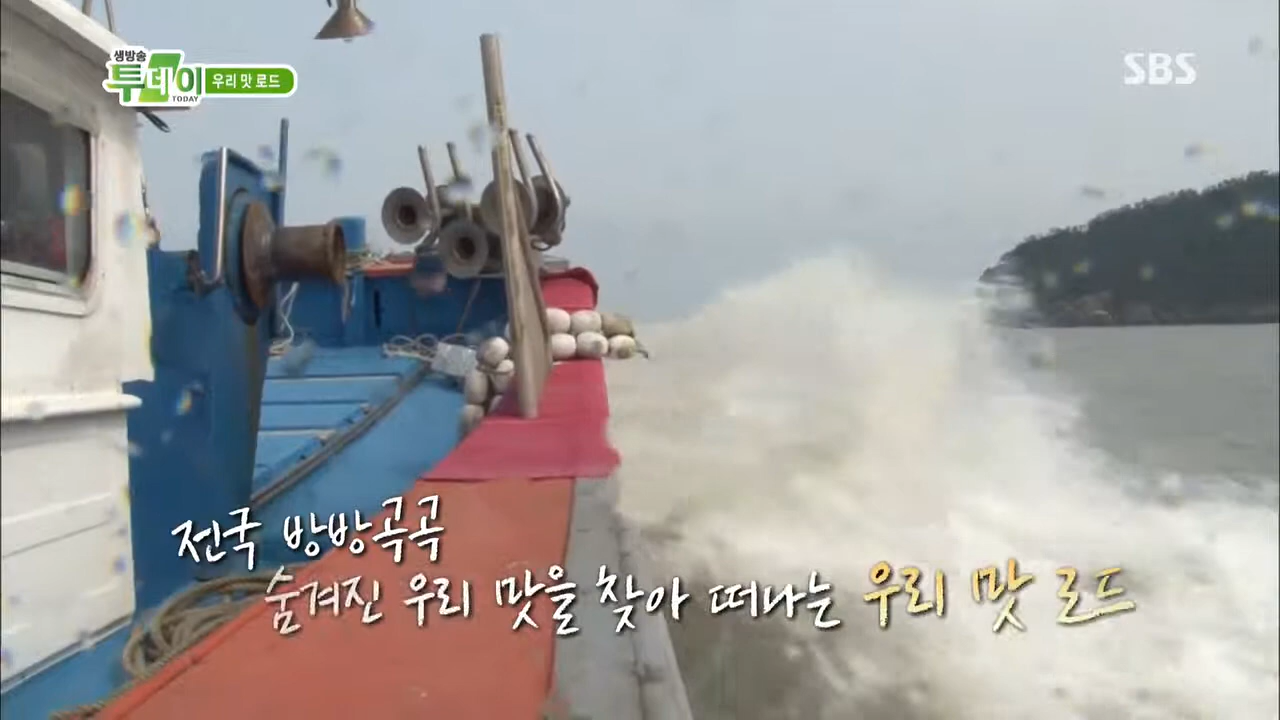 생방송
투데이 우리 맛 로드
TODAY
SBS
전국 방방곡곡
숨겨진 우리 맛을 찾아 떠나는 우리 맛 로드